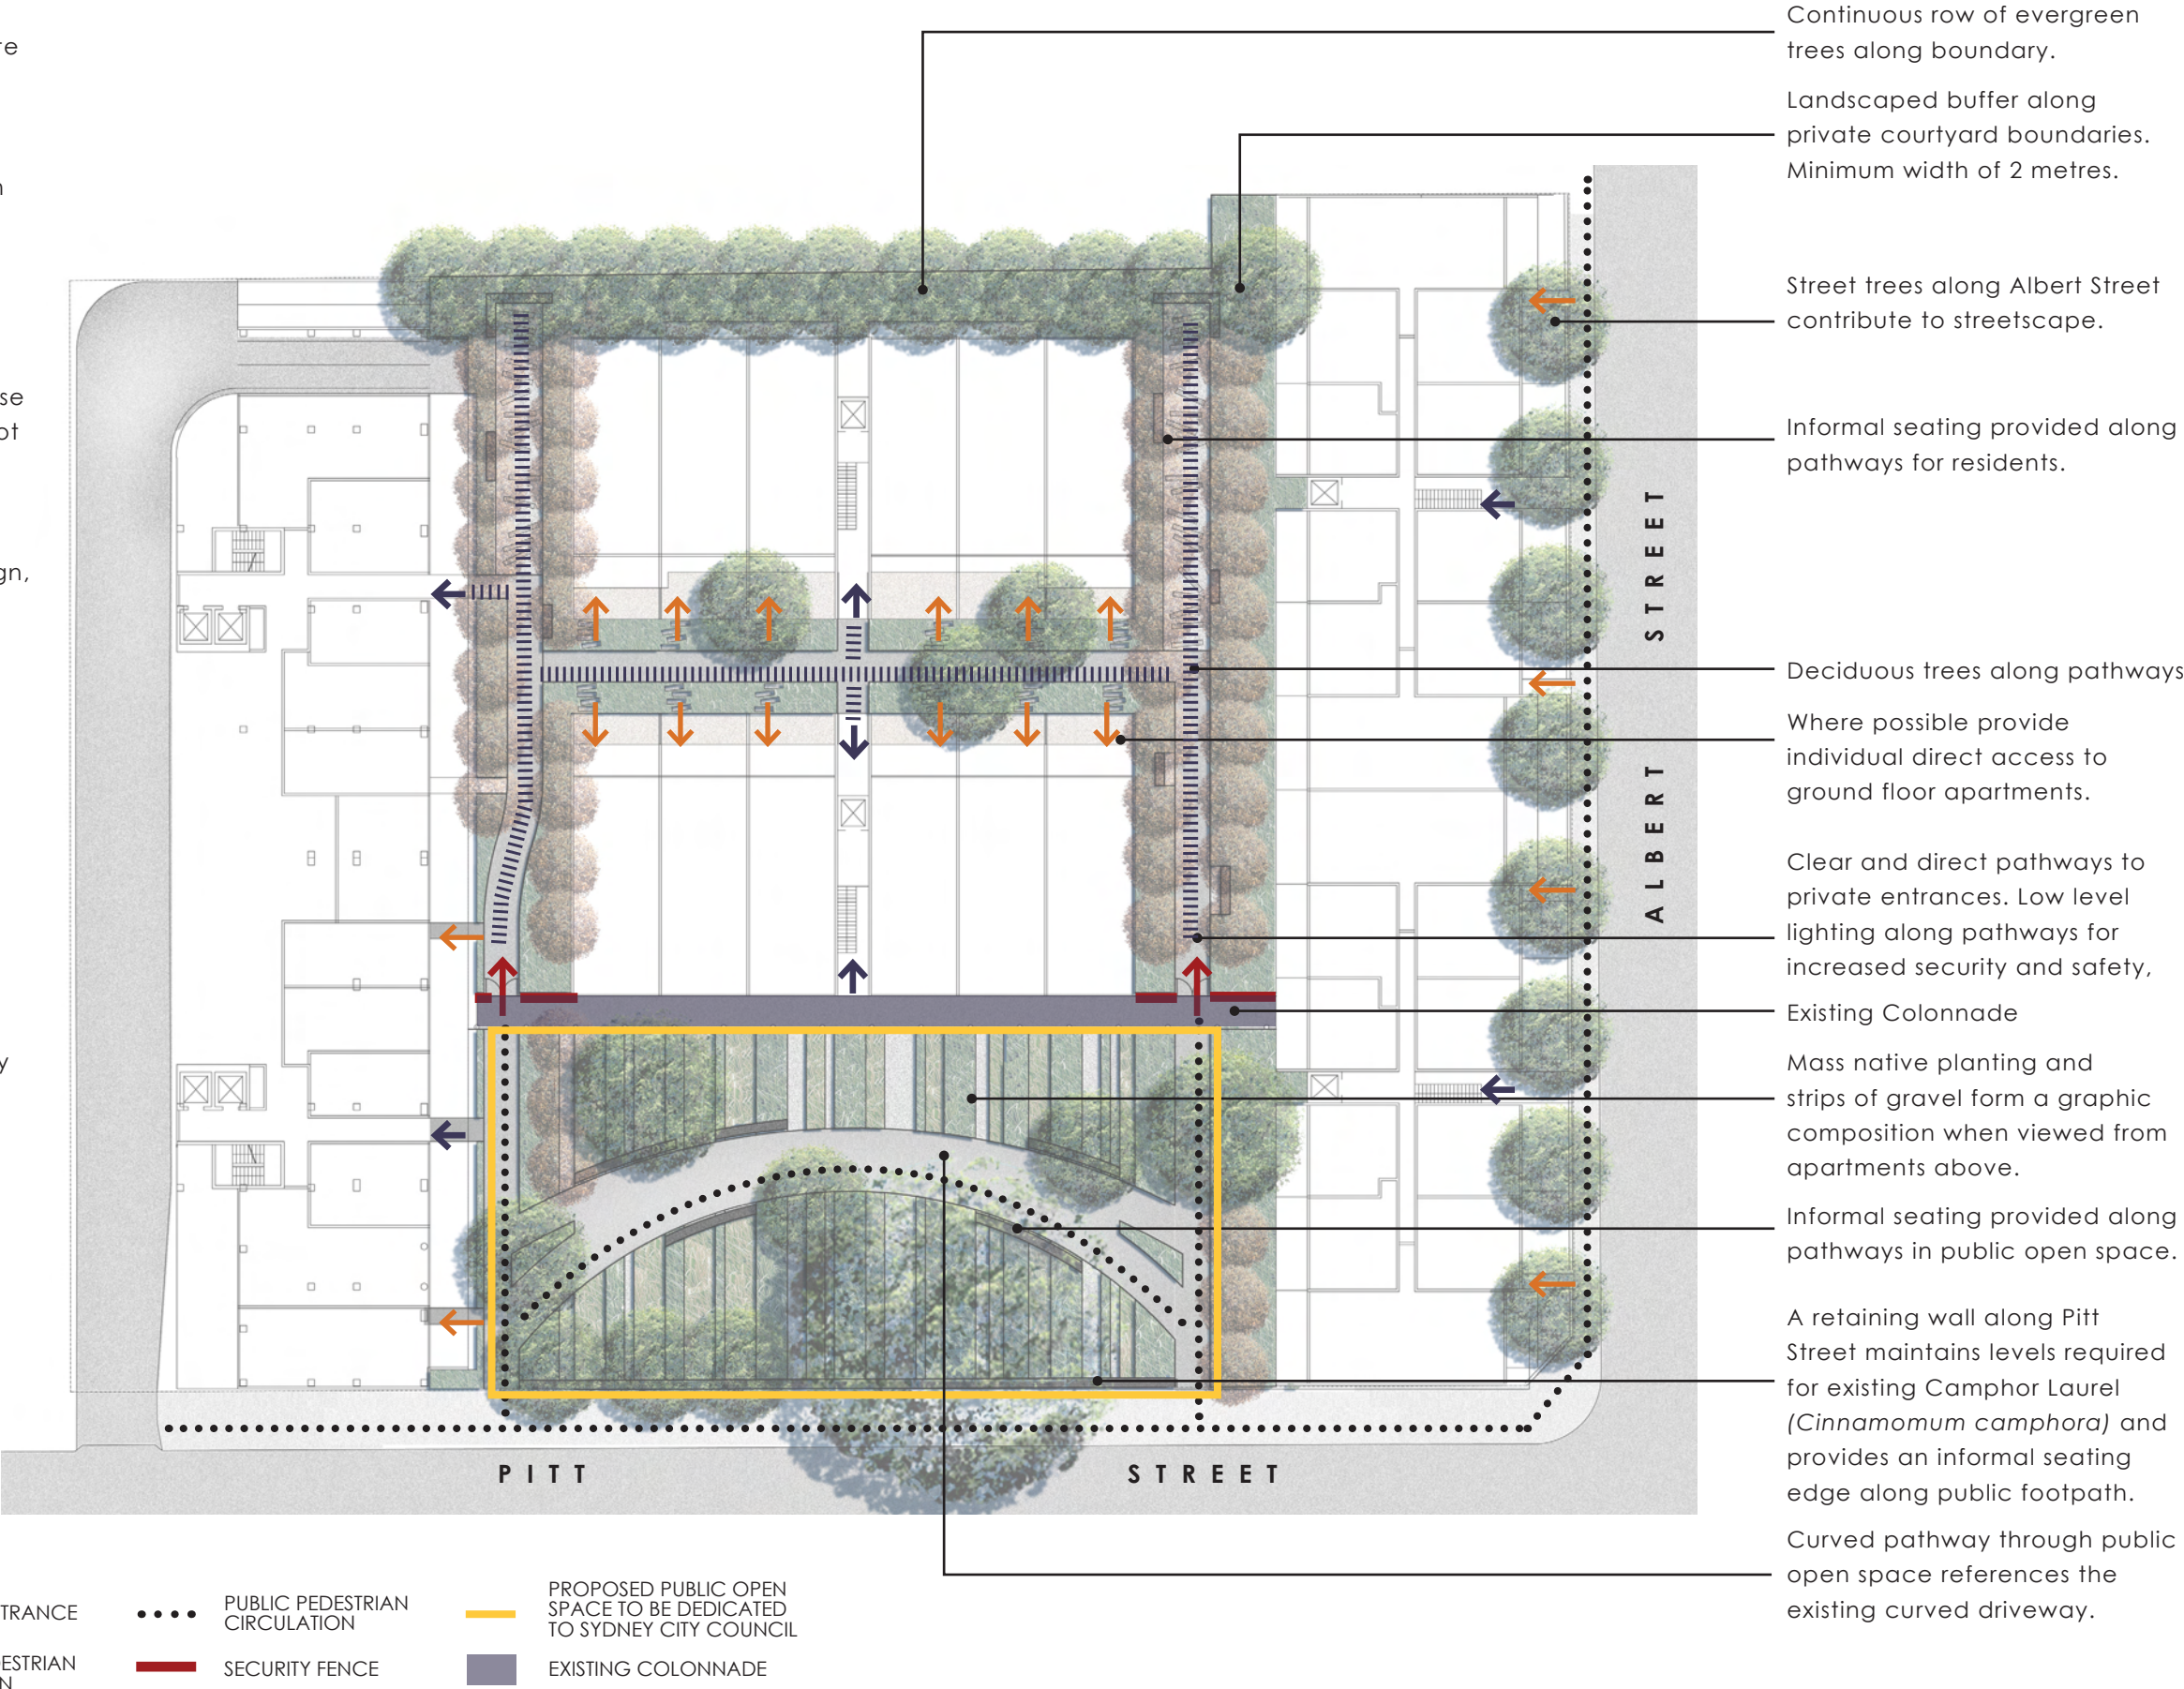 Continuous row of evergreen
trees along boundary.
Landscaped buffer along
private courtyard boundaries.
Minimum width of 2 metres.
Street trees along Albert Street
contribute to streetscape.
Informal seating provided along
pathways for residents.
Deciduous trees along pathways
Where possible provide
individual direct access to
ground floor apartments.
Clear and direct pathways to
private entrances. Low level
lighting along pathways for
increased security and safety,
Existing Colonnade
Mass native planting and
strips of gravel form a graphic
composition when viewed from
apartments above.
Informal seating provided along
pathways in public open space.
A retaining wall along Pitt
Street maintains levels required
for existing Camphor Laurel
(Cinnamomum camphora) and
provides an informal seating
edge along public footpath.
Curved pathway through public
open space references the
existing curved driveway.
ALBERT STREET
PITT STREET
PUBLIC PEDESTRIAN
CIRCULATION
SECURITY FENCE
PROPOSED PUBLIC OPEN
SPACE TO BE DEDICATED
TO SYDNEY CITY COUNCIL
EXISTING COLONNADE